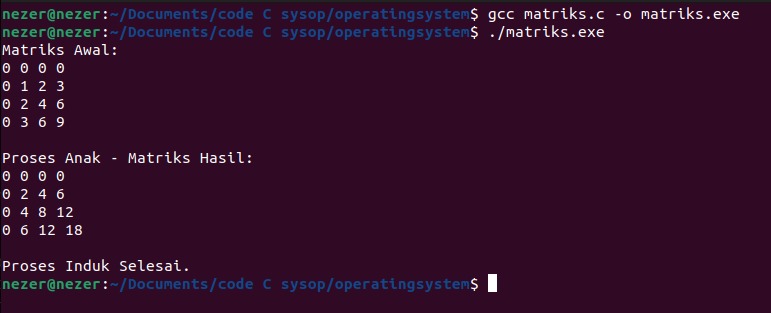 nezer@nezer:~/Documents/code C sysop/operatingsystem$ gcc matriks.c -o matriks.exe
nezer@nezer:~/Documents/code C sysop/operatingsystem$ ./matriks.exe
Matriks Awal:
0 0 0 0
0 1 2 3
0 2 4 6
0 3 6 9

Proses Anak - Matriks Hasil:
0 0 0 0
0 2 4 6
0 4 8 12
0 6 12 18

Proses Induk Selesai.
nezer@nezer:~/Documents/code C sysop/operatingsystem$